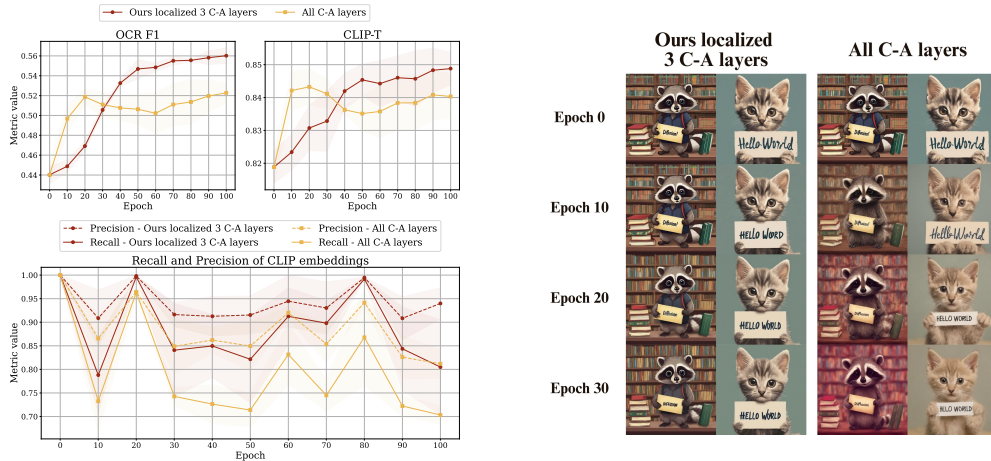 Ours localized 3 C-A layers
All C-A layers
OCR F1
CLIP-T
Metric value
0.56
0.54
0.52
0.50
0.48
0.46
0.44
0 10 20 30 40 50 60 70 80 90 100
Epoch
0.85
0.84
0.83
0.82
0 10 20 30 40 50 60 70 80 90 100
Epoch
Precision - Ours localized 3 C-A layers
Precision - All C-A layers
Recall - Ours localized 3 C-A layers
Recall - All C-A layers
Recall and Precision of CLIP embeddings
Metric value
1.00
0.95
0.90
0.85
0.80
0.75
0.70
0 10 20 30 40 50 60 70 80 90 100
Epoch
Ours localized
3 C-A layers
All C-A layers
Epoch 0
Hello World
Hello World
Epoch 10
HELLO WORD
Hello World
Epoch 20
HELLO WORLD
HELLO WORLD
Epoch 30
HELLO WORLD
HELLO WORLD